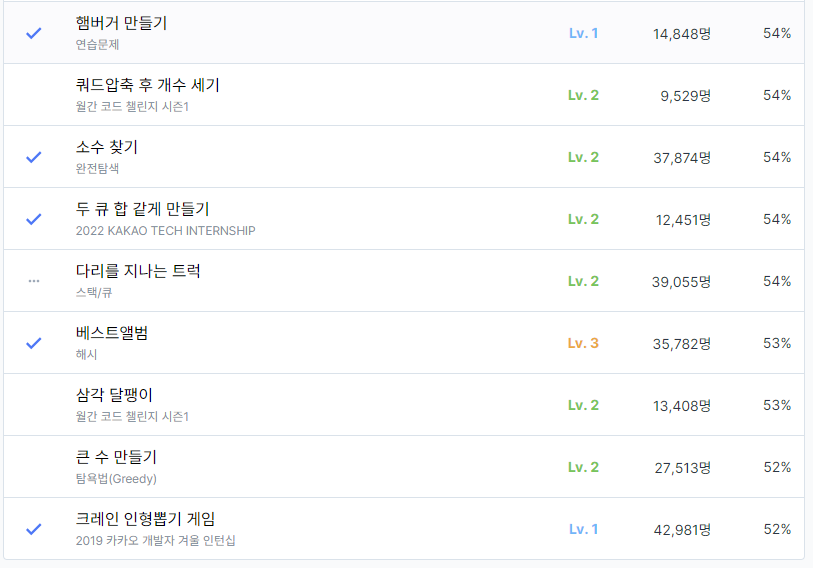 햄버거 만들기 Lv. 1 14,848명 54%
연습문제
쿼드압축 후 개수 세기 Lv. 2 9,529명 54%
월간 코드 챌린지 시즌1
소수 찾기 Lv. 2 37,874명 54%
완전탐색
두 큐 합 같게 만들기 Lv. 2 12,451명 54%
2022 KAKAO TECH INTERNSHIP
다리를 지나는 트럭 Lv. 2 39,055명 54%
스택/큐
베스트앨범 Lv. 3 35,782명 53%
해시
삼각 달팽이 Lv. 2 13,408명 53%
월간 코드 챌린지 시즌1
큰 수 만들기 Lv. 2 27,513명 52%
탐욕법(Greedy)
크레인 인형뽑기 게임 Lv. 1 42,981명 52%
2019 카카오 개발자 겨울 인턴십